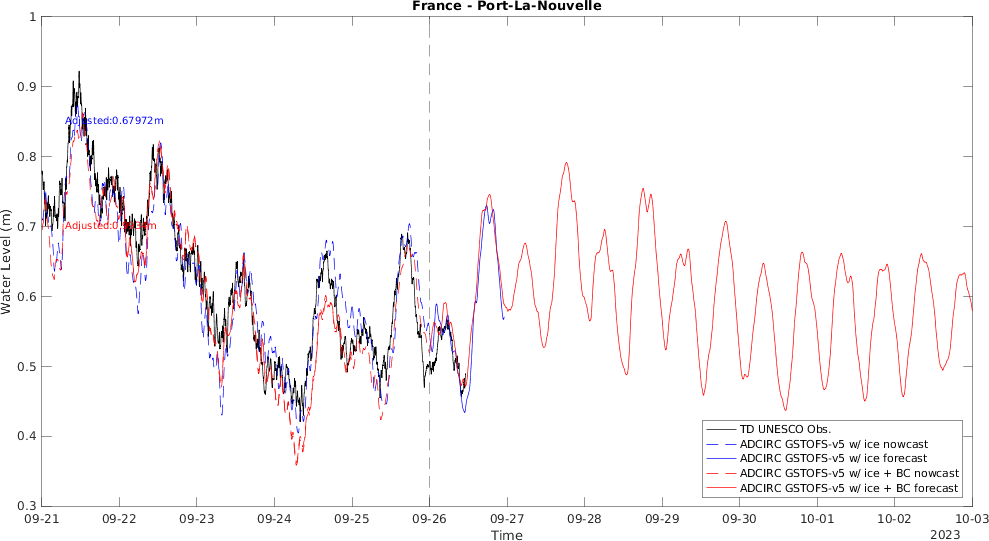 France - Port-La-Nouvelle
1
0.9
0.8
0.7
0.6
0.5
0.4
0.3
Water Level (m)
Adjusted:0.67972m
TD UNESCO Obs.
ADCIRC GSTOFS-v5 w/ ice nowcast
ADCIRC GSTOFS-v5 w/ ice forecast
ADCIRC GSTOFS-v5 w/ ice + BC nowcast
ADCIRC GSTOFS-v5 w/ ice + BC forecast
09-21 09-22 09-23 09-24 09-25 09-26 09-27 09-28 09-29 09-30 10-01 10-02 10-03
Time
2023